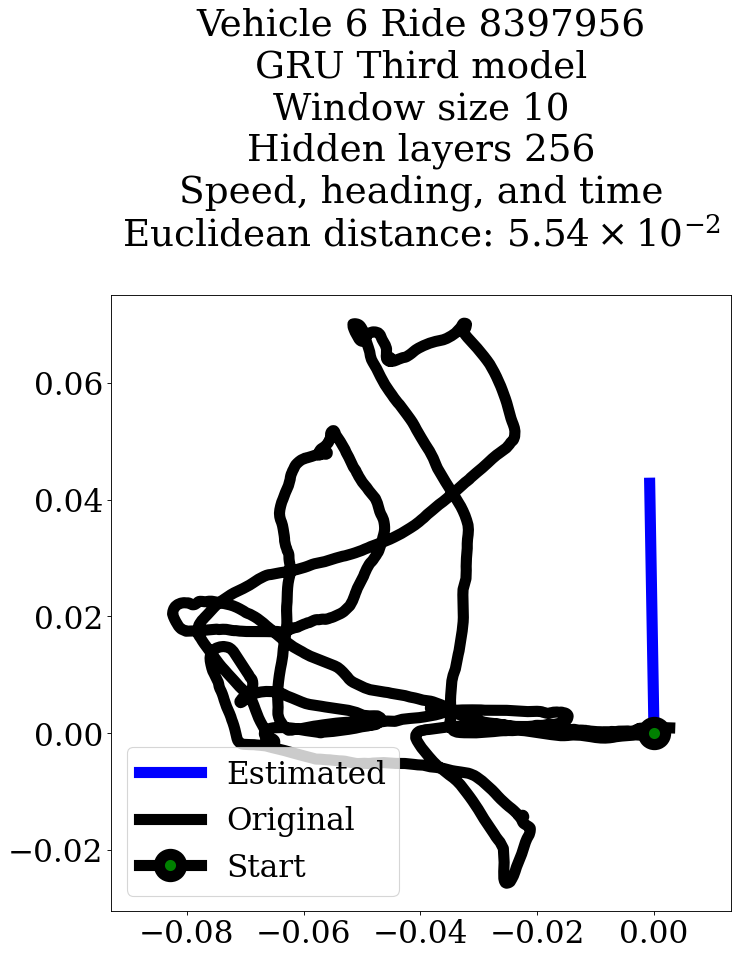 Vehicle 6 Ride 8397956
GRU Third model
Window size 10
Hidden layers 256
Speed, heading, and time
Euclidean distance: 5.54 × 10⁻²
0.06
0.04
0.02
0.00
−0.02
Estimated
Original
Start
−0.08 −0.06 −0.04 −0.02 0.00